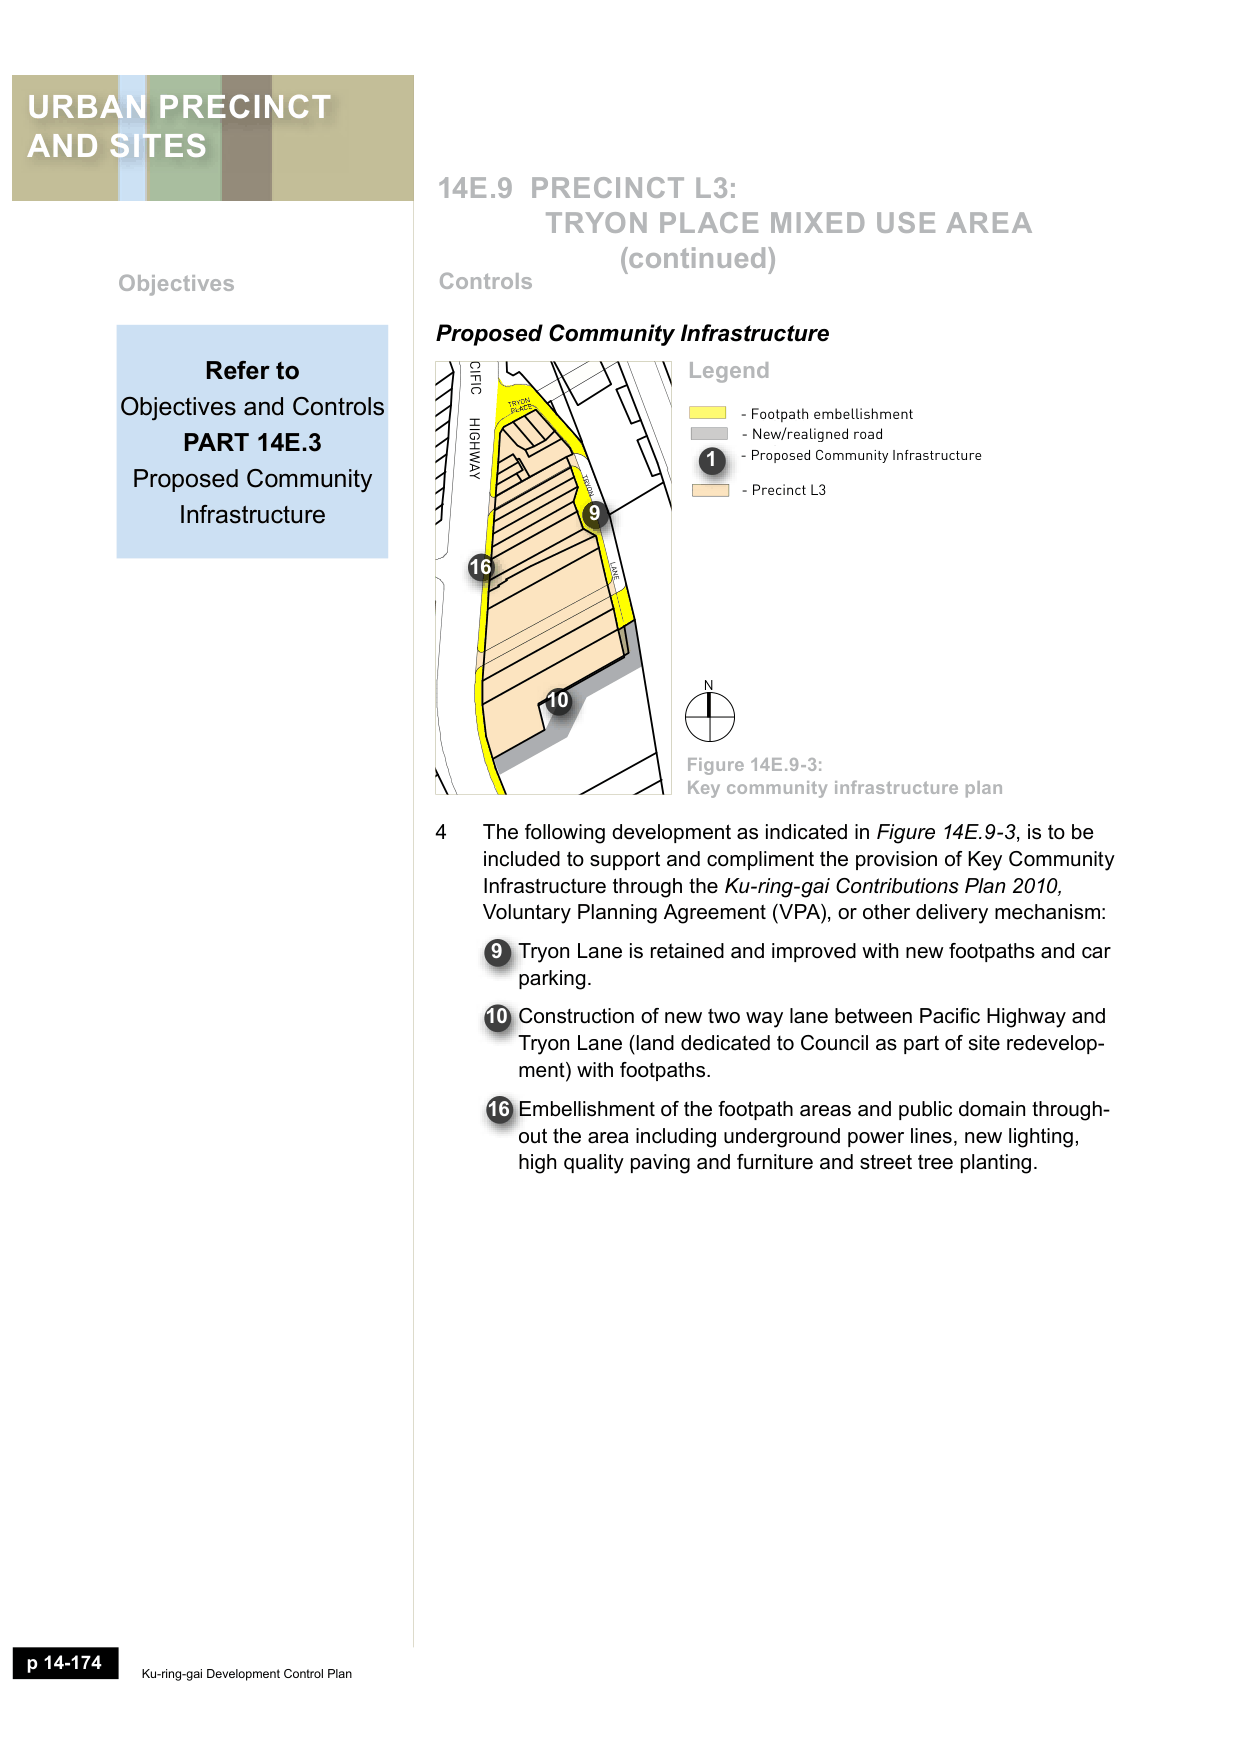 URBAN PRECINCT
AND SITES
14E.9 PRECINCT L3:
TRYON PLACE MIXED USE AREA
(continued)
Objectives
Controls
Refer to
Objectives and Controls
PART 14E.3
Proposed Community
Infrastructure
Proposed Community Infrastructure
CIFIC HIGHWAY
TRYON
PLACE
TRYON
LANE
9
16
10
Legend
- Footpath embellishment
- New/realigned road
1 - Proposed Community Infrastructure
- Precinct L3
N
Figure 14E.9-3:
Key community infrastructure plan
4 The following development as indicated in Figure 14E.9-3, is to be
included to support and compliment the provision of Key Community
Infrastructure through the Ku-ring-gai Contributions Plan 2010,
Voluntary Planning Agreement (VPA), or other delivery mechanism:
9 Tryon Lane is retained and improved with new footpaths and car
parking.
10 Construction of new two way lane between Pacific Highway and
Tryon Lane (land dedicated to Council as part of site redevelop-
ment) with footpaths.
16 Embellishment of the footpath areas and public domain through-
out the area including underground power lines, new lighting,
high quality paving and furniture and street tree planting.
p 14-174
Ku-ring-gai Development Control Plan